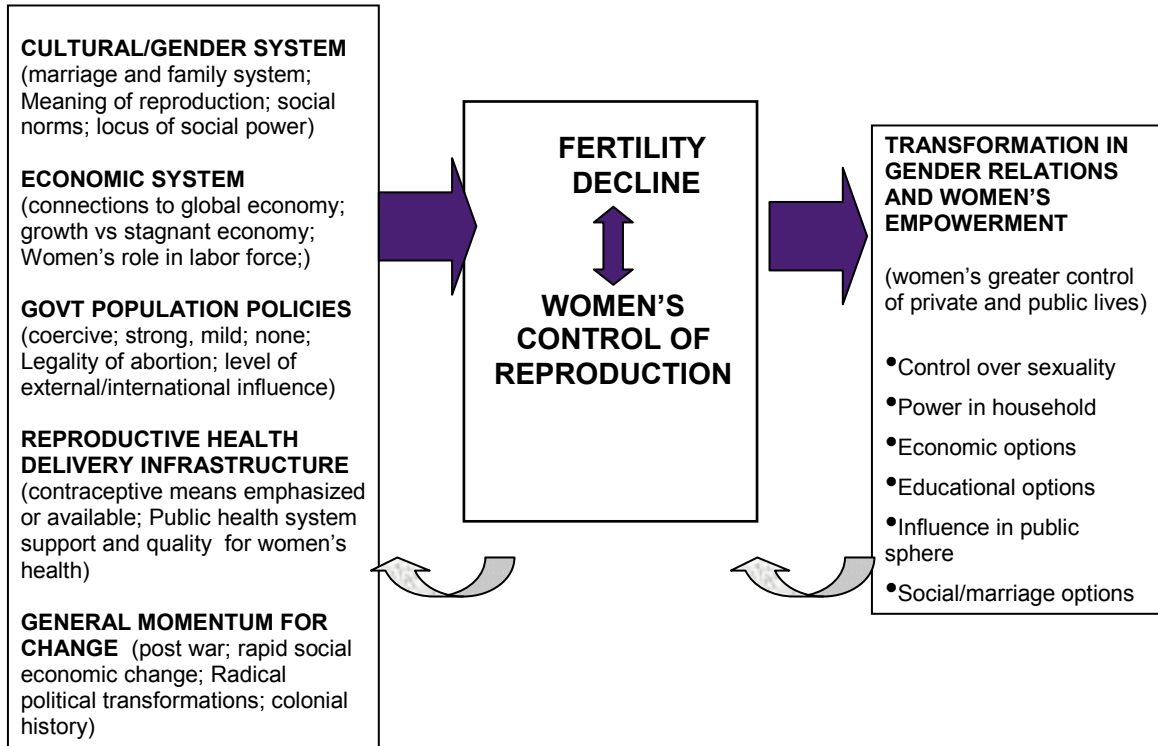 CULTURAL/GENDER SYSTEM
(marriage and family system;
Meaning of reproduction; social
norms; locus of social power)
ECONOMIC SYSTEM
(connections to global economy;
growth vs stagnant economy;
Women’s role in labor force;)
GOVT POPULATION POLICIES
(coercive; strong, mild; none;
Legality of abortion; level of
external/international influence)
REPRODUCTIVE HEALTH
DELIVERY INFRASTRUCTURE
(contraceptive means emphasized
or available; Public health system
support and quality for women’s
health)
GENERAL MOMENTUM FOR
CHANGE (post war; rapid social
economic change; Radical
political transformations; colonial
history)
FERTILITY
DECLINE
WOMEN’S
CONTROL OF
REPRODUCTION
TRANSFORMATION IN
GENDER RELATIONS
AND WOMEN’S
EMPOWERMENT
(women’s greater control
of private and public lives)
•Control over sexuality
•Power in household
•Economic options
•Educational options
•Influence in public
sphere
•Social/marriage options